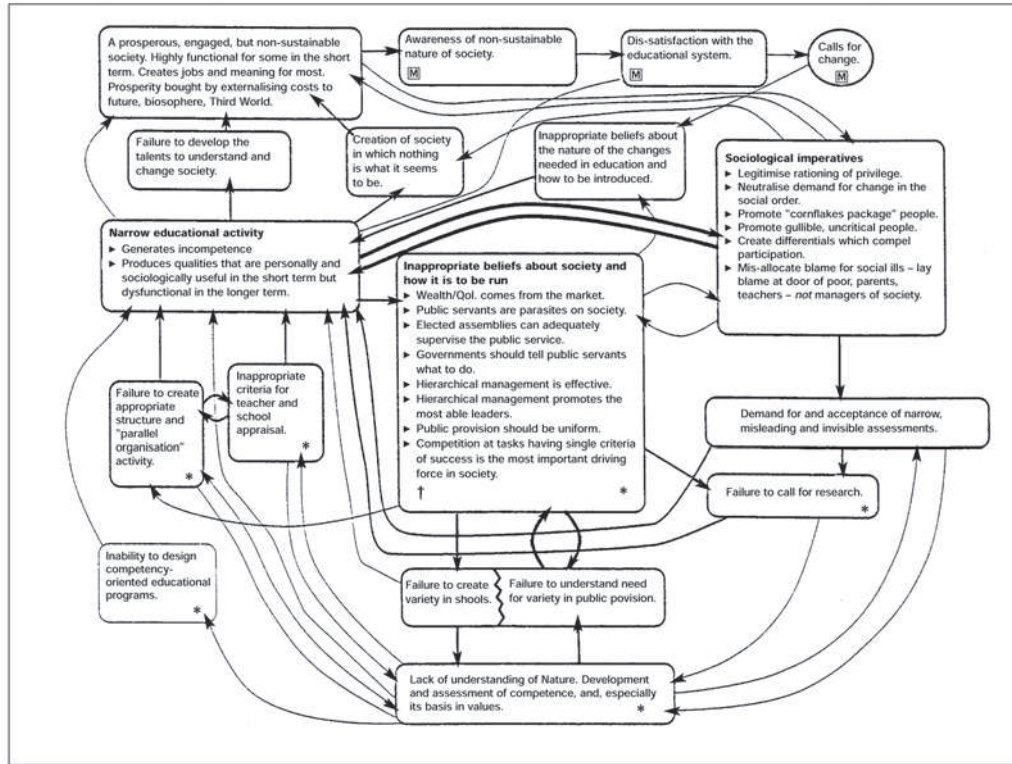 A prosperous, engaged, but non-sustainable
society. Highly functional for some in the short
term. Creates jobs and meaning for most.
Prosperity bought by externalising costs to
future, biosphere, Third World.
Awareness of non-sustainable
nature of society.
M
Dis-satisfaction with the
educational system.
M
Calls for
change.
M
Failure to develop the
talents to understand and
change society.
Creation of society
in which nothing
is what it seems
to be.
Inappropriate beliefs about
the nature of the changes
needed in education and
how to be introduced.
Sociological imperatives
► Legitimise rationing of privilege.
► Neutralise demand for change in the
social order.
► Promote "cornflakes package" people.
► Promote gullible, uncritical people.
► Create differentials which compel
participation.
► Mis-allocate blame for social ills – lay
blame at door of poor, parents,
teachers – not managers of society.
Narrow educational activity
► Generates incompetence
► Produces qualities that are personally and
sociologically useful in the short term but
dysfunctional in the longer term.
Inappropriate beliefs about society and
how it is to be run
► Wealth/Qol. comes from the market.
► Public servants are parasites on society.
► Elected assemblies can adequately
supervise the public service.
► Governments should tell public servants
what to do.
► Hierarchical management is effective.
► Hierarchical management promotes the
most able leaders.
► Public provision should be uniform.
► Competition at tasks having single criteria
of success is the most important driving
force in society.
† *
Failure to create
appropriate
structure and
"parallel
organisation"
activity.
*
Inappropriate
criteria for
teacher and
school
appraisal.
*
Demand for and acceptance of narrow,
misleading and invisible assessments.
Failure to call for research.
*
Inability to design
competency-
oriented educational
programs.
*
Failure to create
variety in shools.
Failure to understand need
for variety in public povision.
Lack of understanding of Nature. Development
and assessment of competence, and, especially
its basis in values.
*